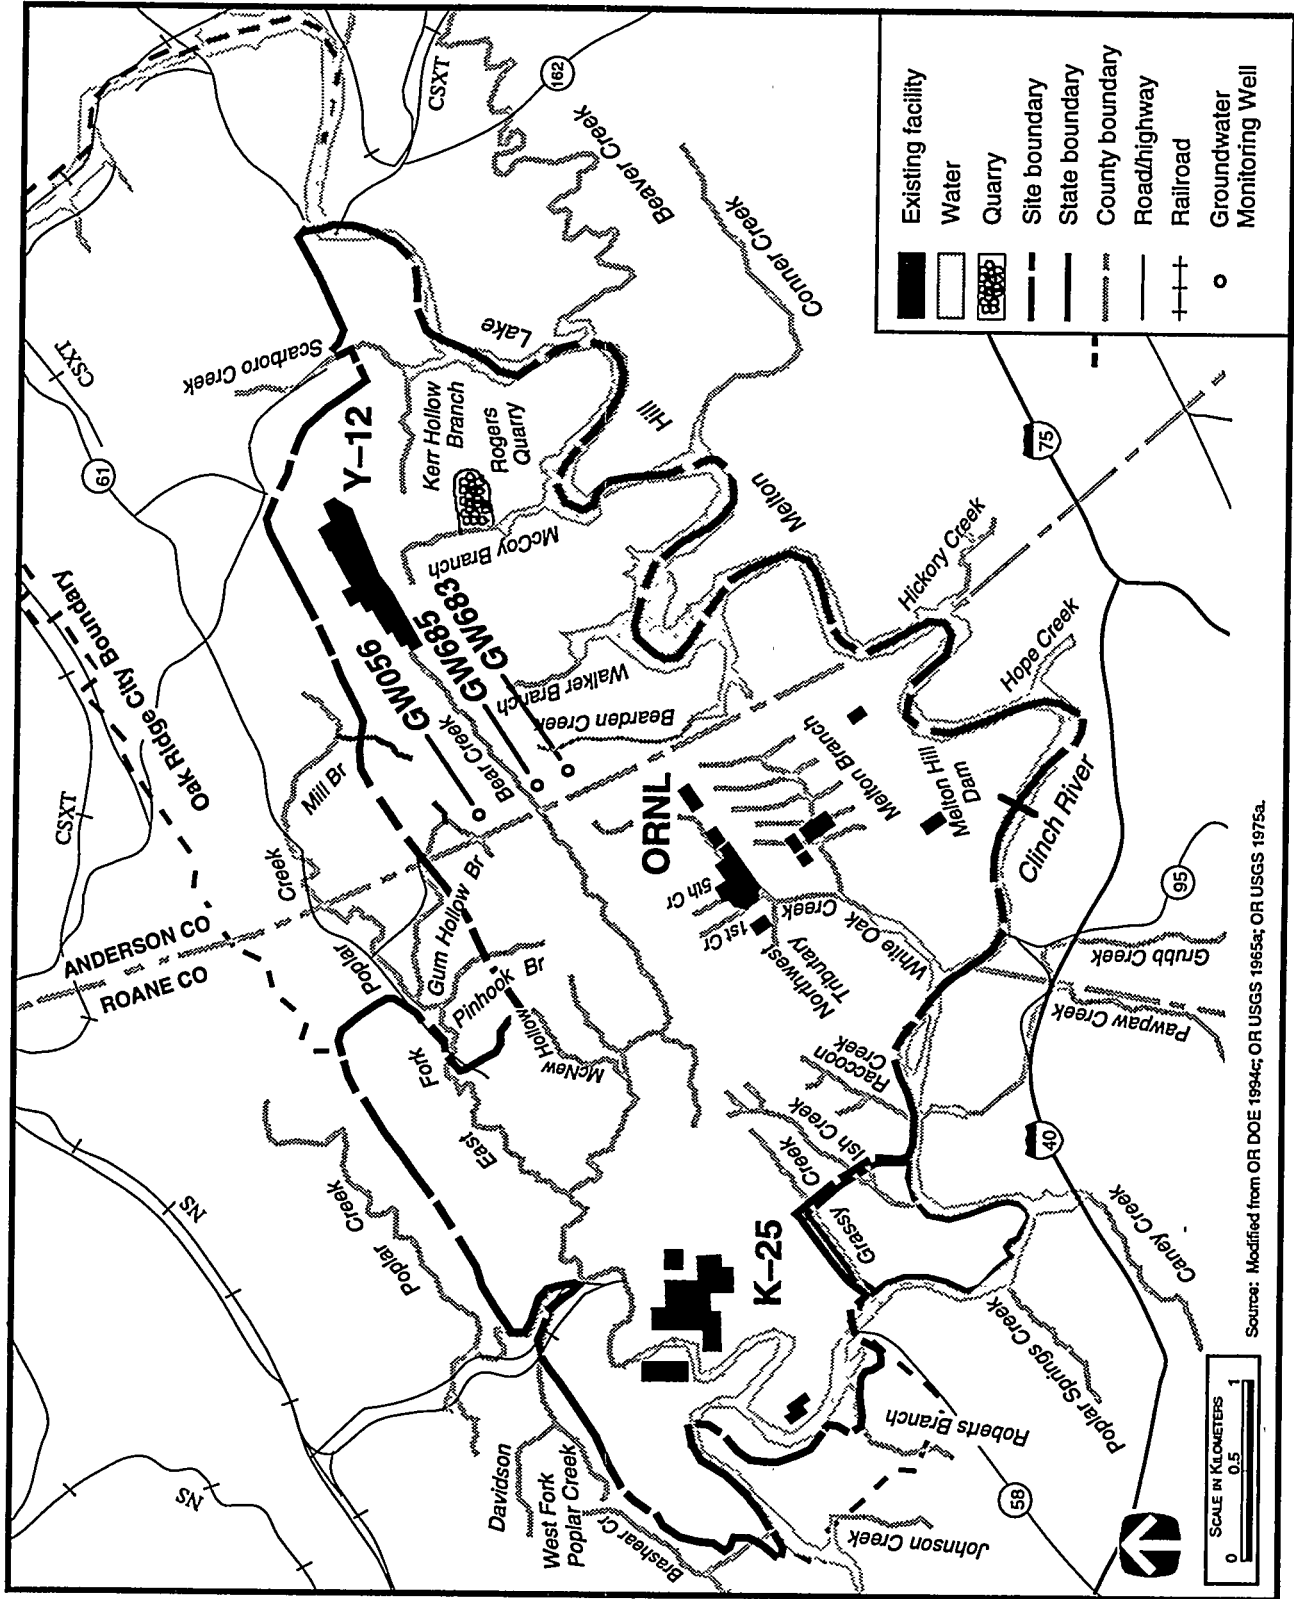 CSXT
61
CSXT
162
CSXT
Oak Ridge City Boundary
Scarboro Creek
Beaver Creek
Conner Creek
Lake
Hill
Melton
Y–12
Kerr Hollow
Branch
Rogers
Quarry
McCoy Branch
GW056
GW685
GW683
Walker Branch
Bearden Creek
Bear Creek
Mill Br
Creek
Poplar
Fork
East
ANDERSON CO
ROANE CO
Gum Hollow Br
Pinhook Br
McNew Hollow
ORNL
5th Cr
1st Cr
Northwest
Tributary
White Oak
Creek
Melton Branch
Melton Hill
Dam
Clinch River
Hickory Creek
Hope Creek
75
40
95
58
Grubb Creek
Pawpaw Creek
Raccoon
Creek
Ish Creek
Grassy
Creek
Caney Creek
Poplar Springs Creek
K–25
Poplar
Creek
NS
NS
Davidson
West Fork
Poplar Creek
Brashear Cr
Roberts Branch
Johnson Creek
Existing facility
Water
Quarry
Site boundary
State boundary
County boundary
Road/highway
Railroad
Groundwater
Monitoring Well
SCALE IN KILOMETERS
0 0.5 1
Source: Modified from OR DOE 1994c; OR USGS 1965a; OR USGS 1975a.